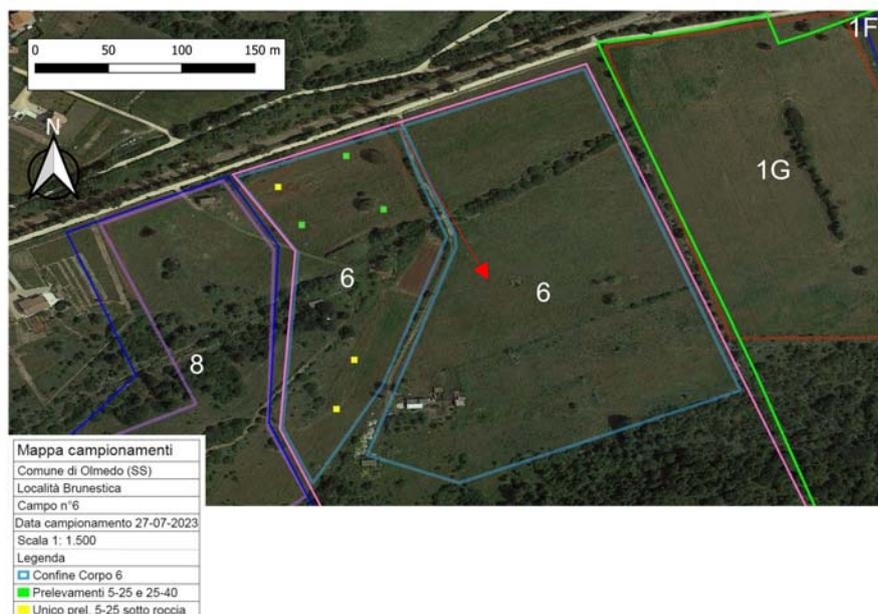 0 50 100 150 m
N
1F
1G
6
6
8
Mappa campionamenti
Comune di Olmedo (SS)
Località Brunestica
Campo n°6
Data campionamento 27-07-2023
Scala 1: 1.500
Legenda
Confine Corpo 6
Prelevamenti 5-25 e 25-40
Unico prel. 5-25 sotto roccia